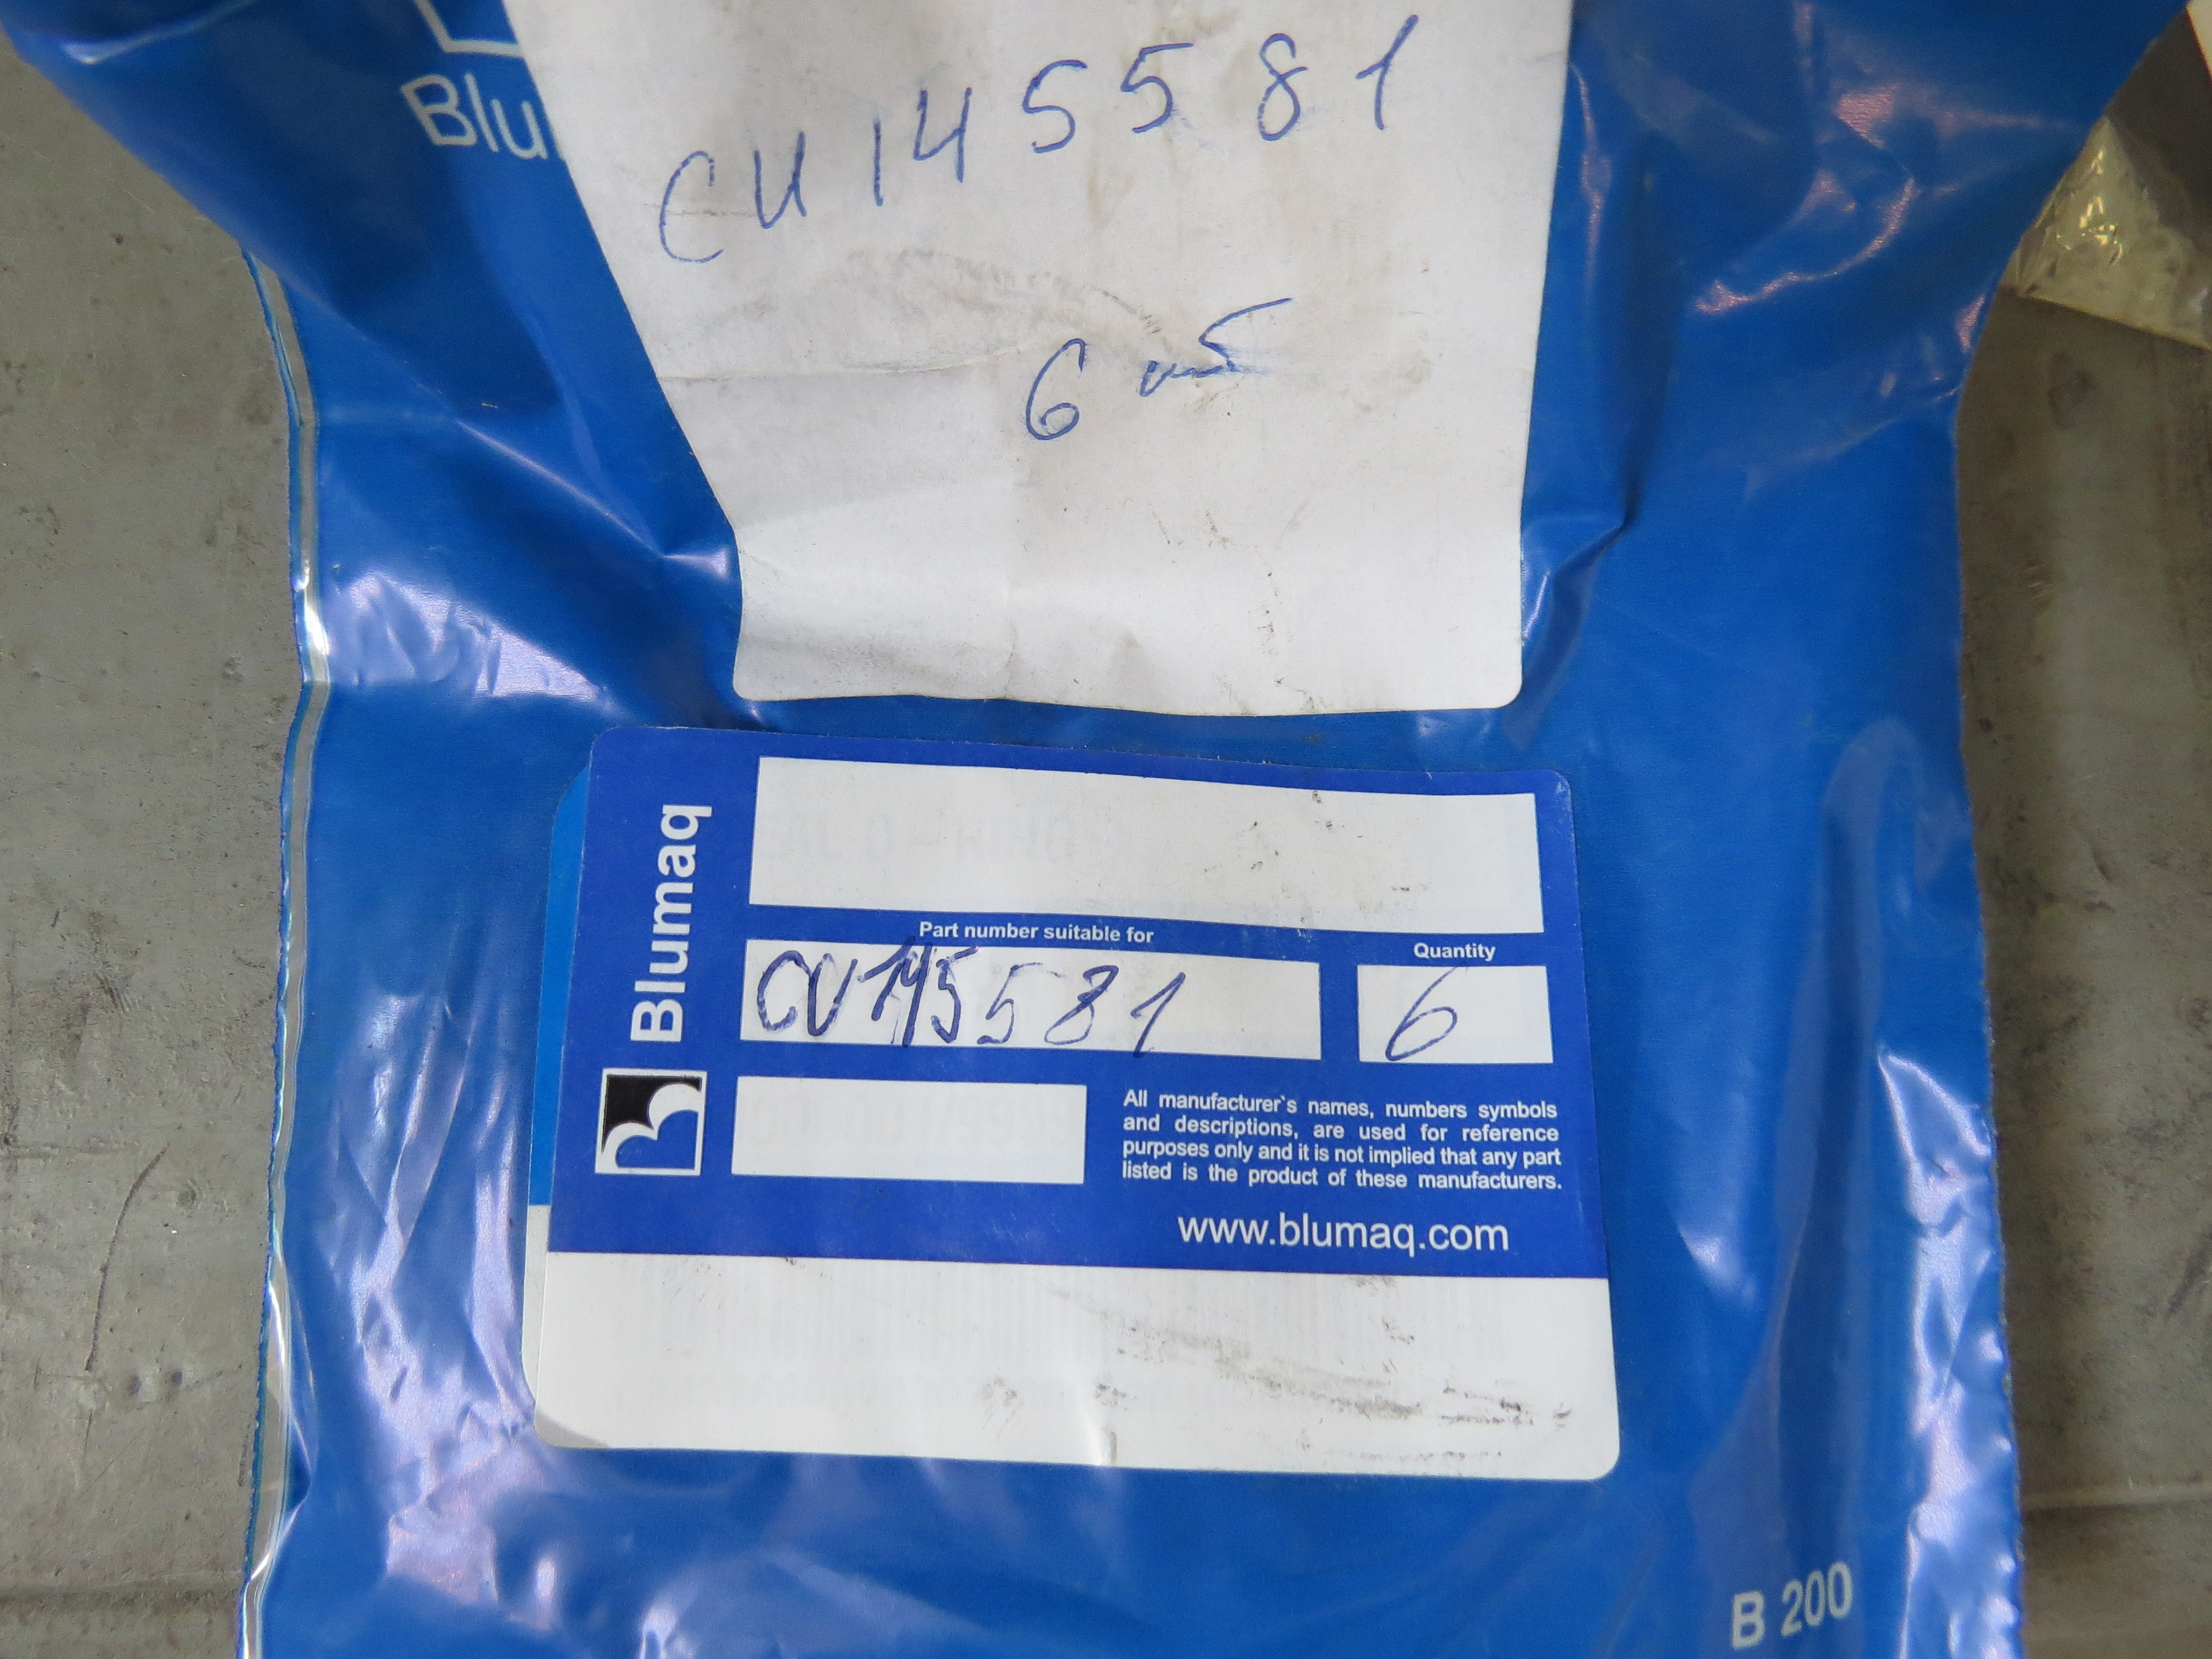 Blu
CU145581
6
Blumaq
Part number suitable for
Quantity
CU145581
6
All manufacturer`s names, numbers symbols
and descriptions, are used for reference
purposes only and it is not implied that any part
listed is the product of these manufacturers.
www.blumaq.com
B 200